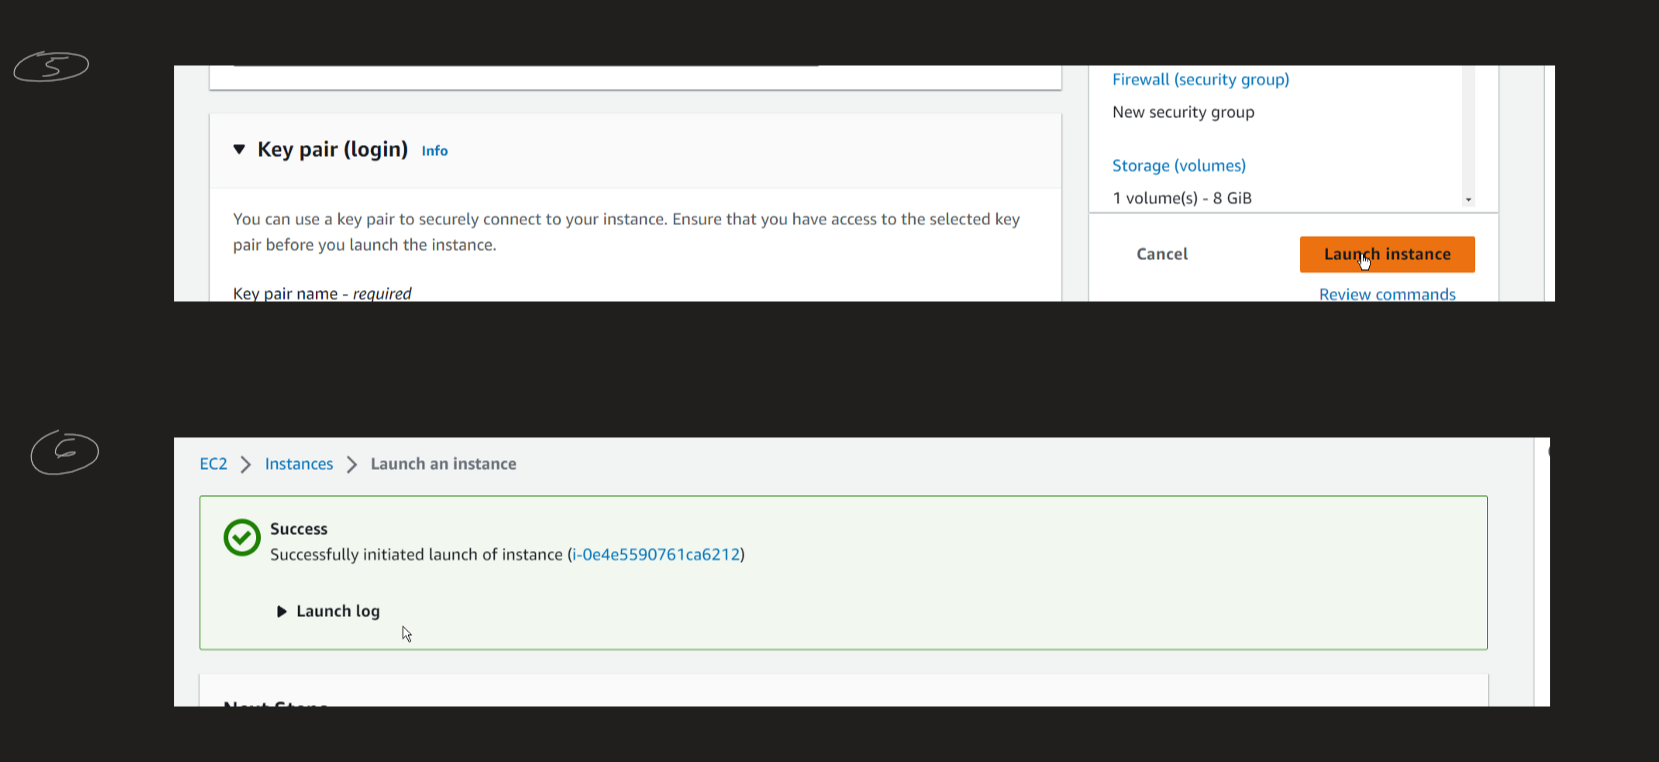 5
Firewall (security group)
New security group
Key pair (login) Info
Storage (volumes)
1 volume(s) - 8 GiB
You can use a key pair to securely connect to your instance. Ensure that you have access to the selected key
pair before you launch the instance.
Cancel Launch instance
Key pair name - required
Review commands
6
EC2 Instances Launch an instance
Success
Successfully initiated launch of instance (i-0e4e5590761ca6212)
Launch log
Next Steps